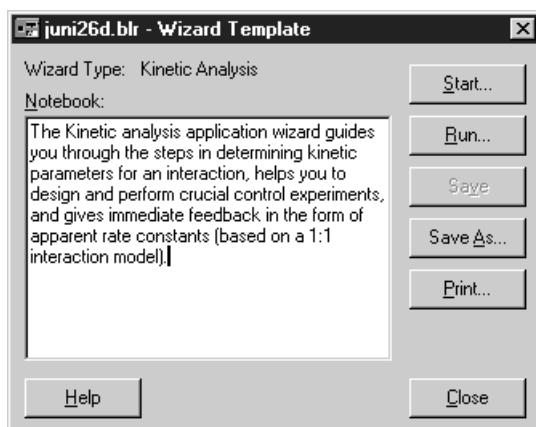 juni26d.blr - Wizard Template
Wizard Type: Kinetic Analysis
Notebook:
The Kinetic analysis application wizard guides
you through the steps in determining kinetic
parameters for an interaction, helps you to
design and perform crucial control experiments,
and gives immediate feedback in the form of
apparent rate constants (based on a 1:1
interaction model).
Start...
Run...
Save
Save As...
Print...
Help
Close